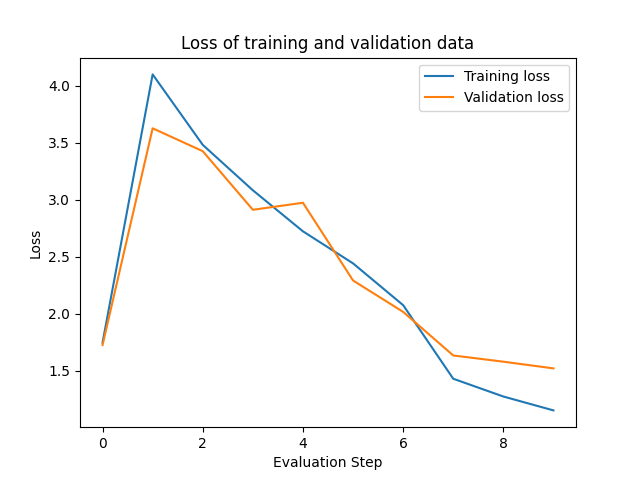 Loss of training and validation data
Training loss
Validation loss
4.0
3.5
3.0
2.5
2.0
1.5
Loss
0 2 4 6 8
Evaluation Step